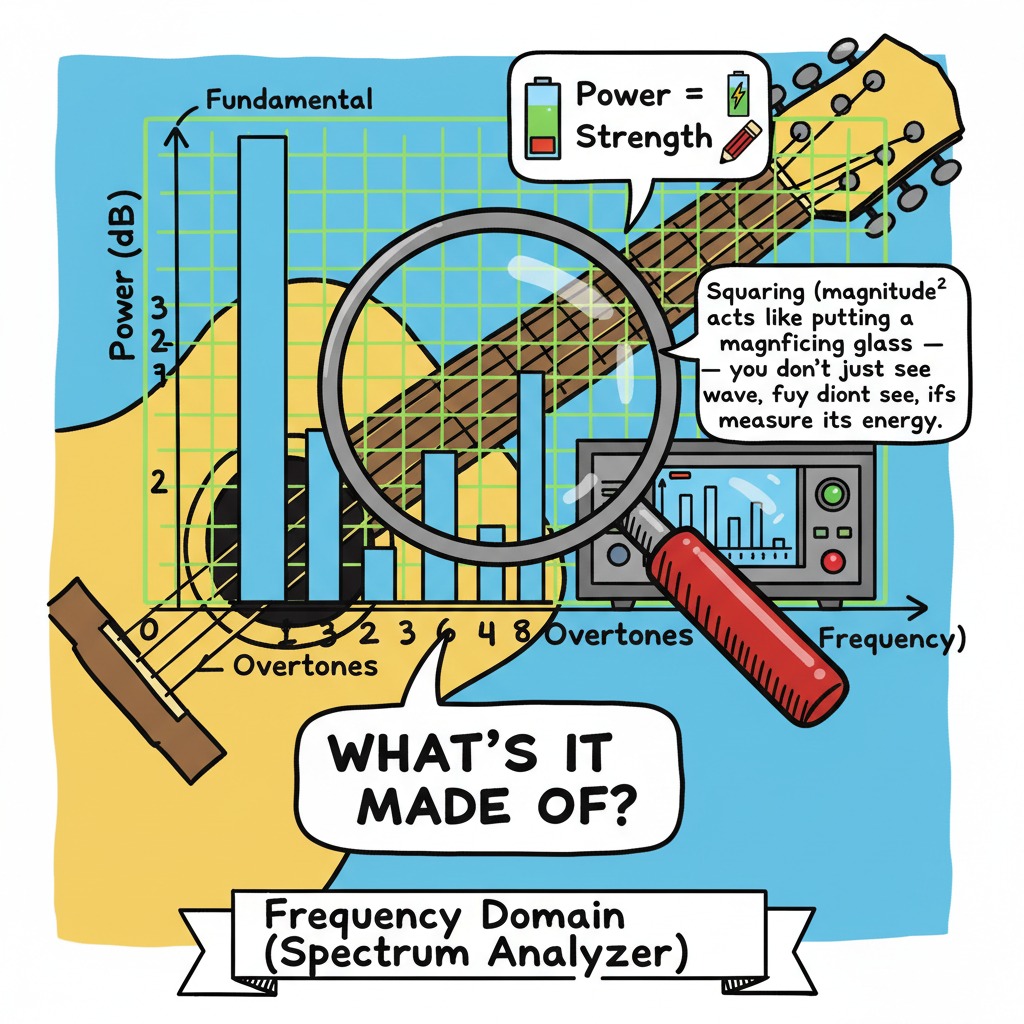 Fundamental
Power =
Strength
Power (dB)
Squaring (magnitude²
acts like putting a
magnficing glass —
— you don't just see
wave, fuy diont see, ifs
measure its energy.
3
2
1
2
0 1 3 2 3 6 4 8 Overtones
Frequency)
Overtones
WHAT'S IT
MADE OF?
Frequency Domain
(Spectrum Analyzer)